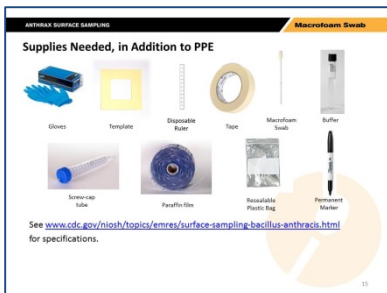 ANTHRAX SURFACE SAMPLING
Macrofoam Swab
Supplies Needed, in Addition to PPE
Gloves
Template
Disposable
Ruler
Tape
Macrofoam
Swab
Buffer
Screw-cap
tube
Paraffin film
Resealable
Plastic Bag
Permanent
Marker
See www.cdc.gov/niosh/topics/emres/surface-sampling-bacillus-anthracis.html
for specifications.
15